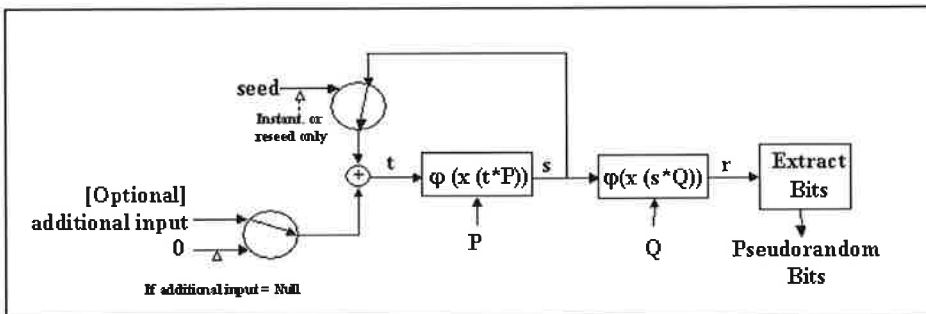 seed
Instant. or
reseed only
t
φ (x (t*P))
s
φ(x (s*Q))
r
Extract
Bits
+
[Optional]
additional input
0
P
Q
Pseudorandom
Bits
If additional input = Null